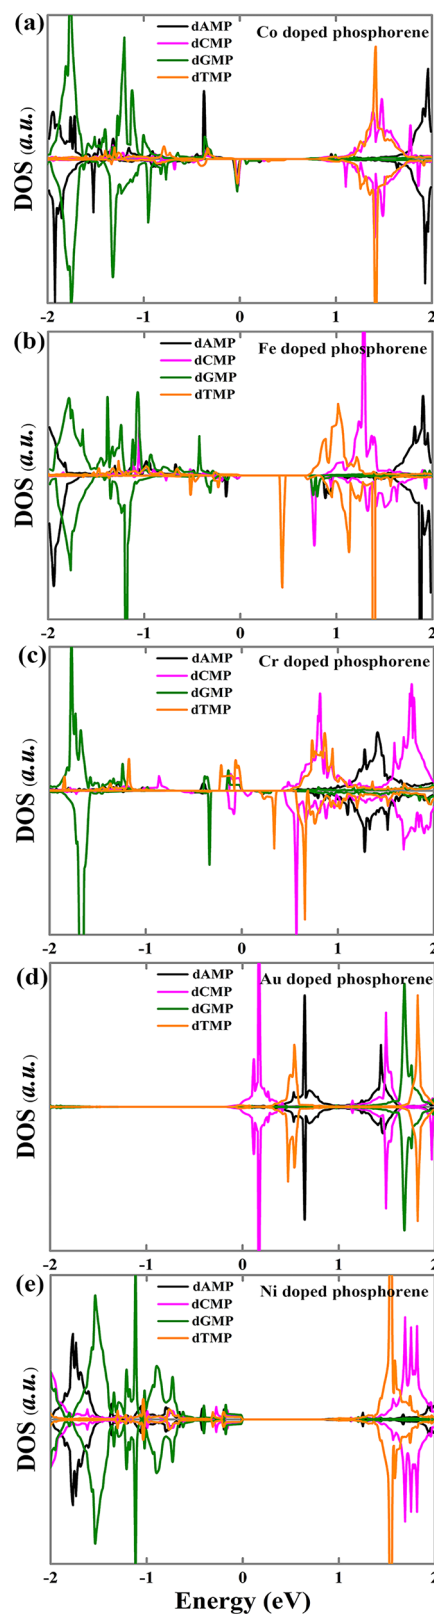 (a)
dAMP
dCMP
dGMP
dTMP
Co doped phosphorene
DOS (a.u.)
-2 -1 0 1 2
(b)
dAMP
dCMP
dGMP
dTMP
Fe doped phosphorene
DOS (a.u.)
-2 -1 0 1 2
(c)
dAMP
dCMP
dGMP
dTMP
Cr doped phosphorene
DOS (a.u.)
-2 -1 0 1 2
(d)
dAMP
dCMP
dGMP
dTMP
Au doped phosphorene
DOS (a.u.)
-2 -1 0 1 2
(e)
dAMP
dCMP
dGMP
dTMP
Ni doped phosphorene
DOS (a.u.)
-2 -1 0 1 2
Energy (eV)